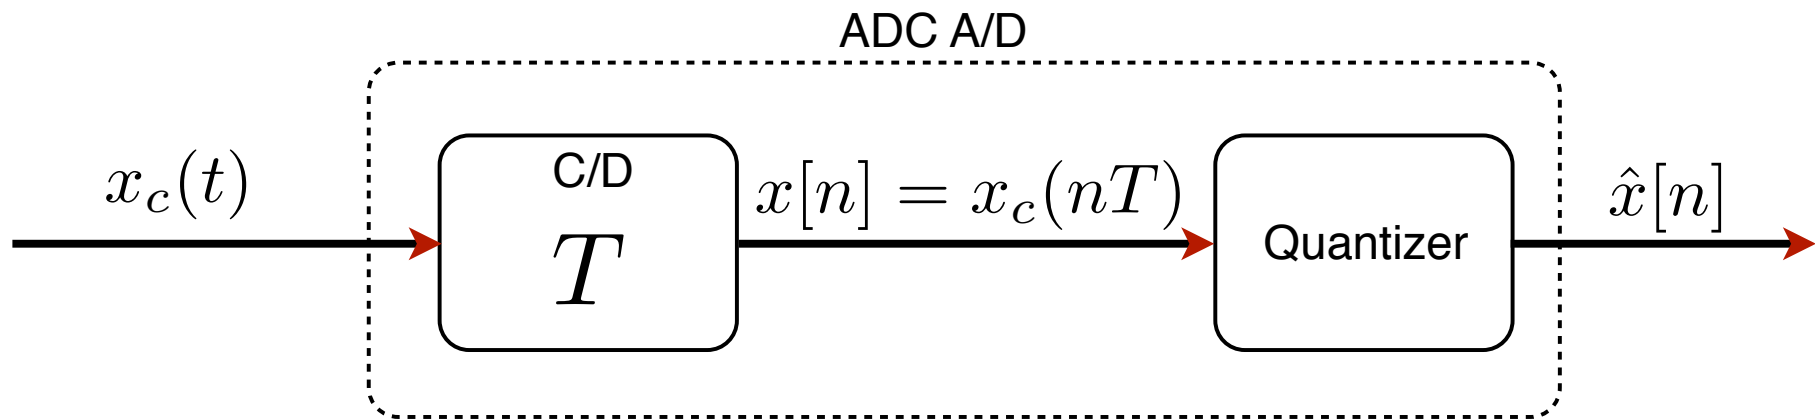 ADC A/D
x_c(t)
C/D
T
x[n] = x_c(nT)
Quantizer
x̂[n]